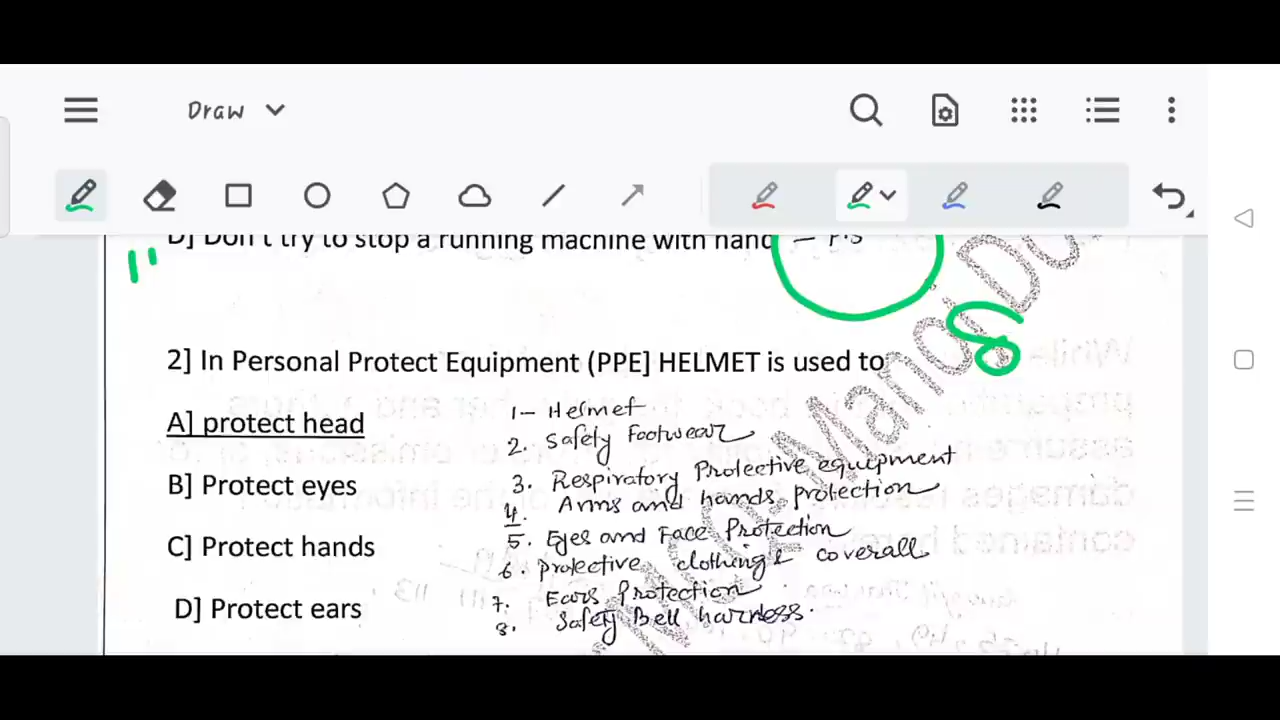 Draw
D] Don't try to stop a running machine with hand - P.S
2] In Personal Protect Equipment (PPE] HELMET is used to
A] protect head
B] Protect eyes
C] Protect hands
D] Protect ears
1- Helmet
2. Safety Footwear
3. Respiratory Protective equipment
4. Arms and hands protection
5. Eyes and Face Protection
6. protective clothing & coverall
7. Ears Protection
8. Safety Belt harness.
8